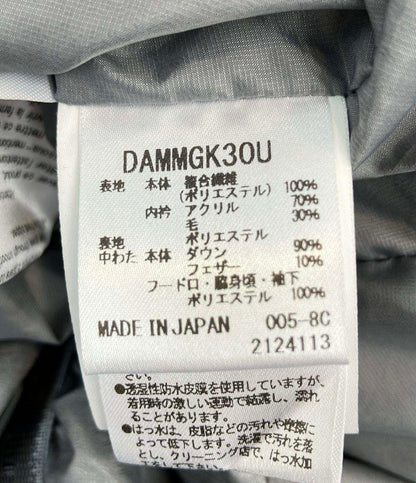 DAMMGK30U
表地 本体 複合繊維
(ポリエステル) 100%
内衿 アクリル 70%
毛 30%
裏地 ポリエステル
中わた 本体 ダウン 90%
フェザー 10%
フードロ・脇身頃・袖下
ポリエステル 100%
MADE IN JAPAN 005-8C
2124113
さい。
●透湿性防水皮膜を使用していますが、
着用時の激しい運動で結露し、濡れ
ることがあります。
●はっ水は、皮脂などの汚れや摩擦に
よって低下します。洗濯で汚れを落
とし、クリーニング店で、はっ水加